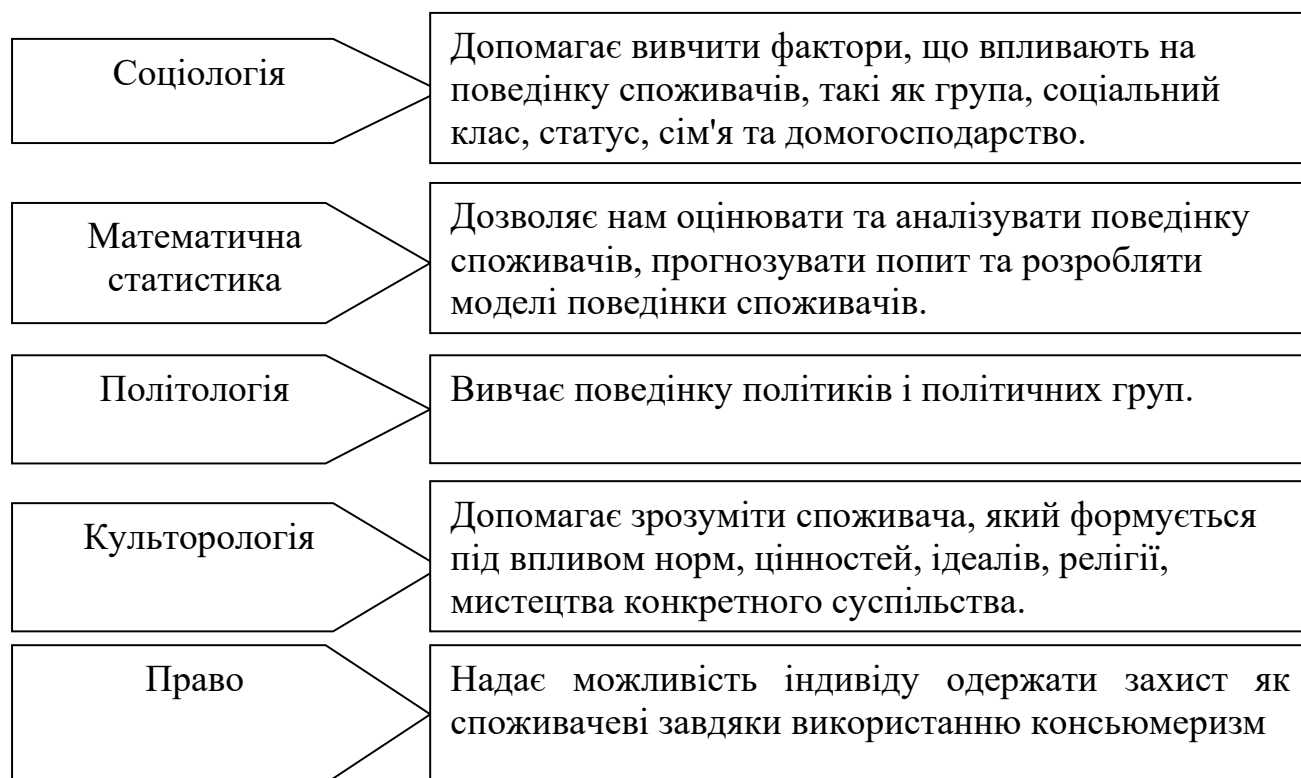 Соціологія
Допомагає вивчити фактори, що впливають на
поведінку споживачів, такі як група, соціальний
клас, статус, сім'я та домогосподарство.
Математична
статистика
Дозволяє нам оцінювати та аналізувати поведінку
споживачів, прогнозувати попит та розробляти
моделі поведінки споживачів.
Політологія
Вивчає поведінку політиків і політичних груп.
Культорологія
Допомагає зрозуміти споживача, який формується
під впливом норм, цінностей, ідеалів, релігії,
мистецтва конкретного суспільства.
Право
Надає можливість індивіду одержати захист як
споживачеві завдяки використанню консьюмеризм